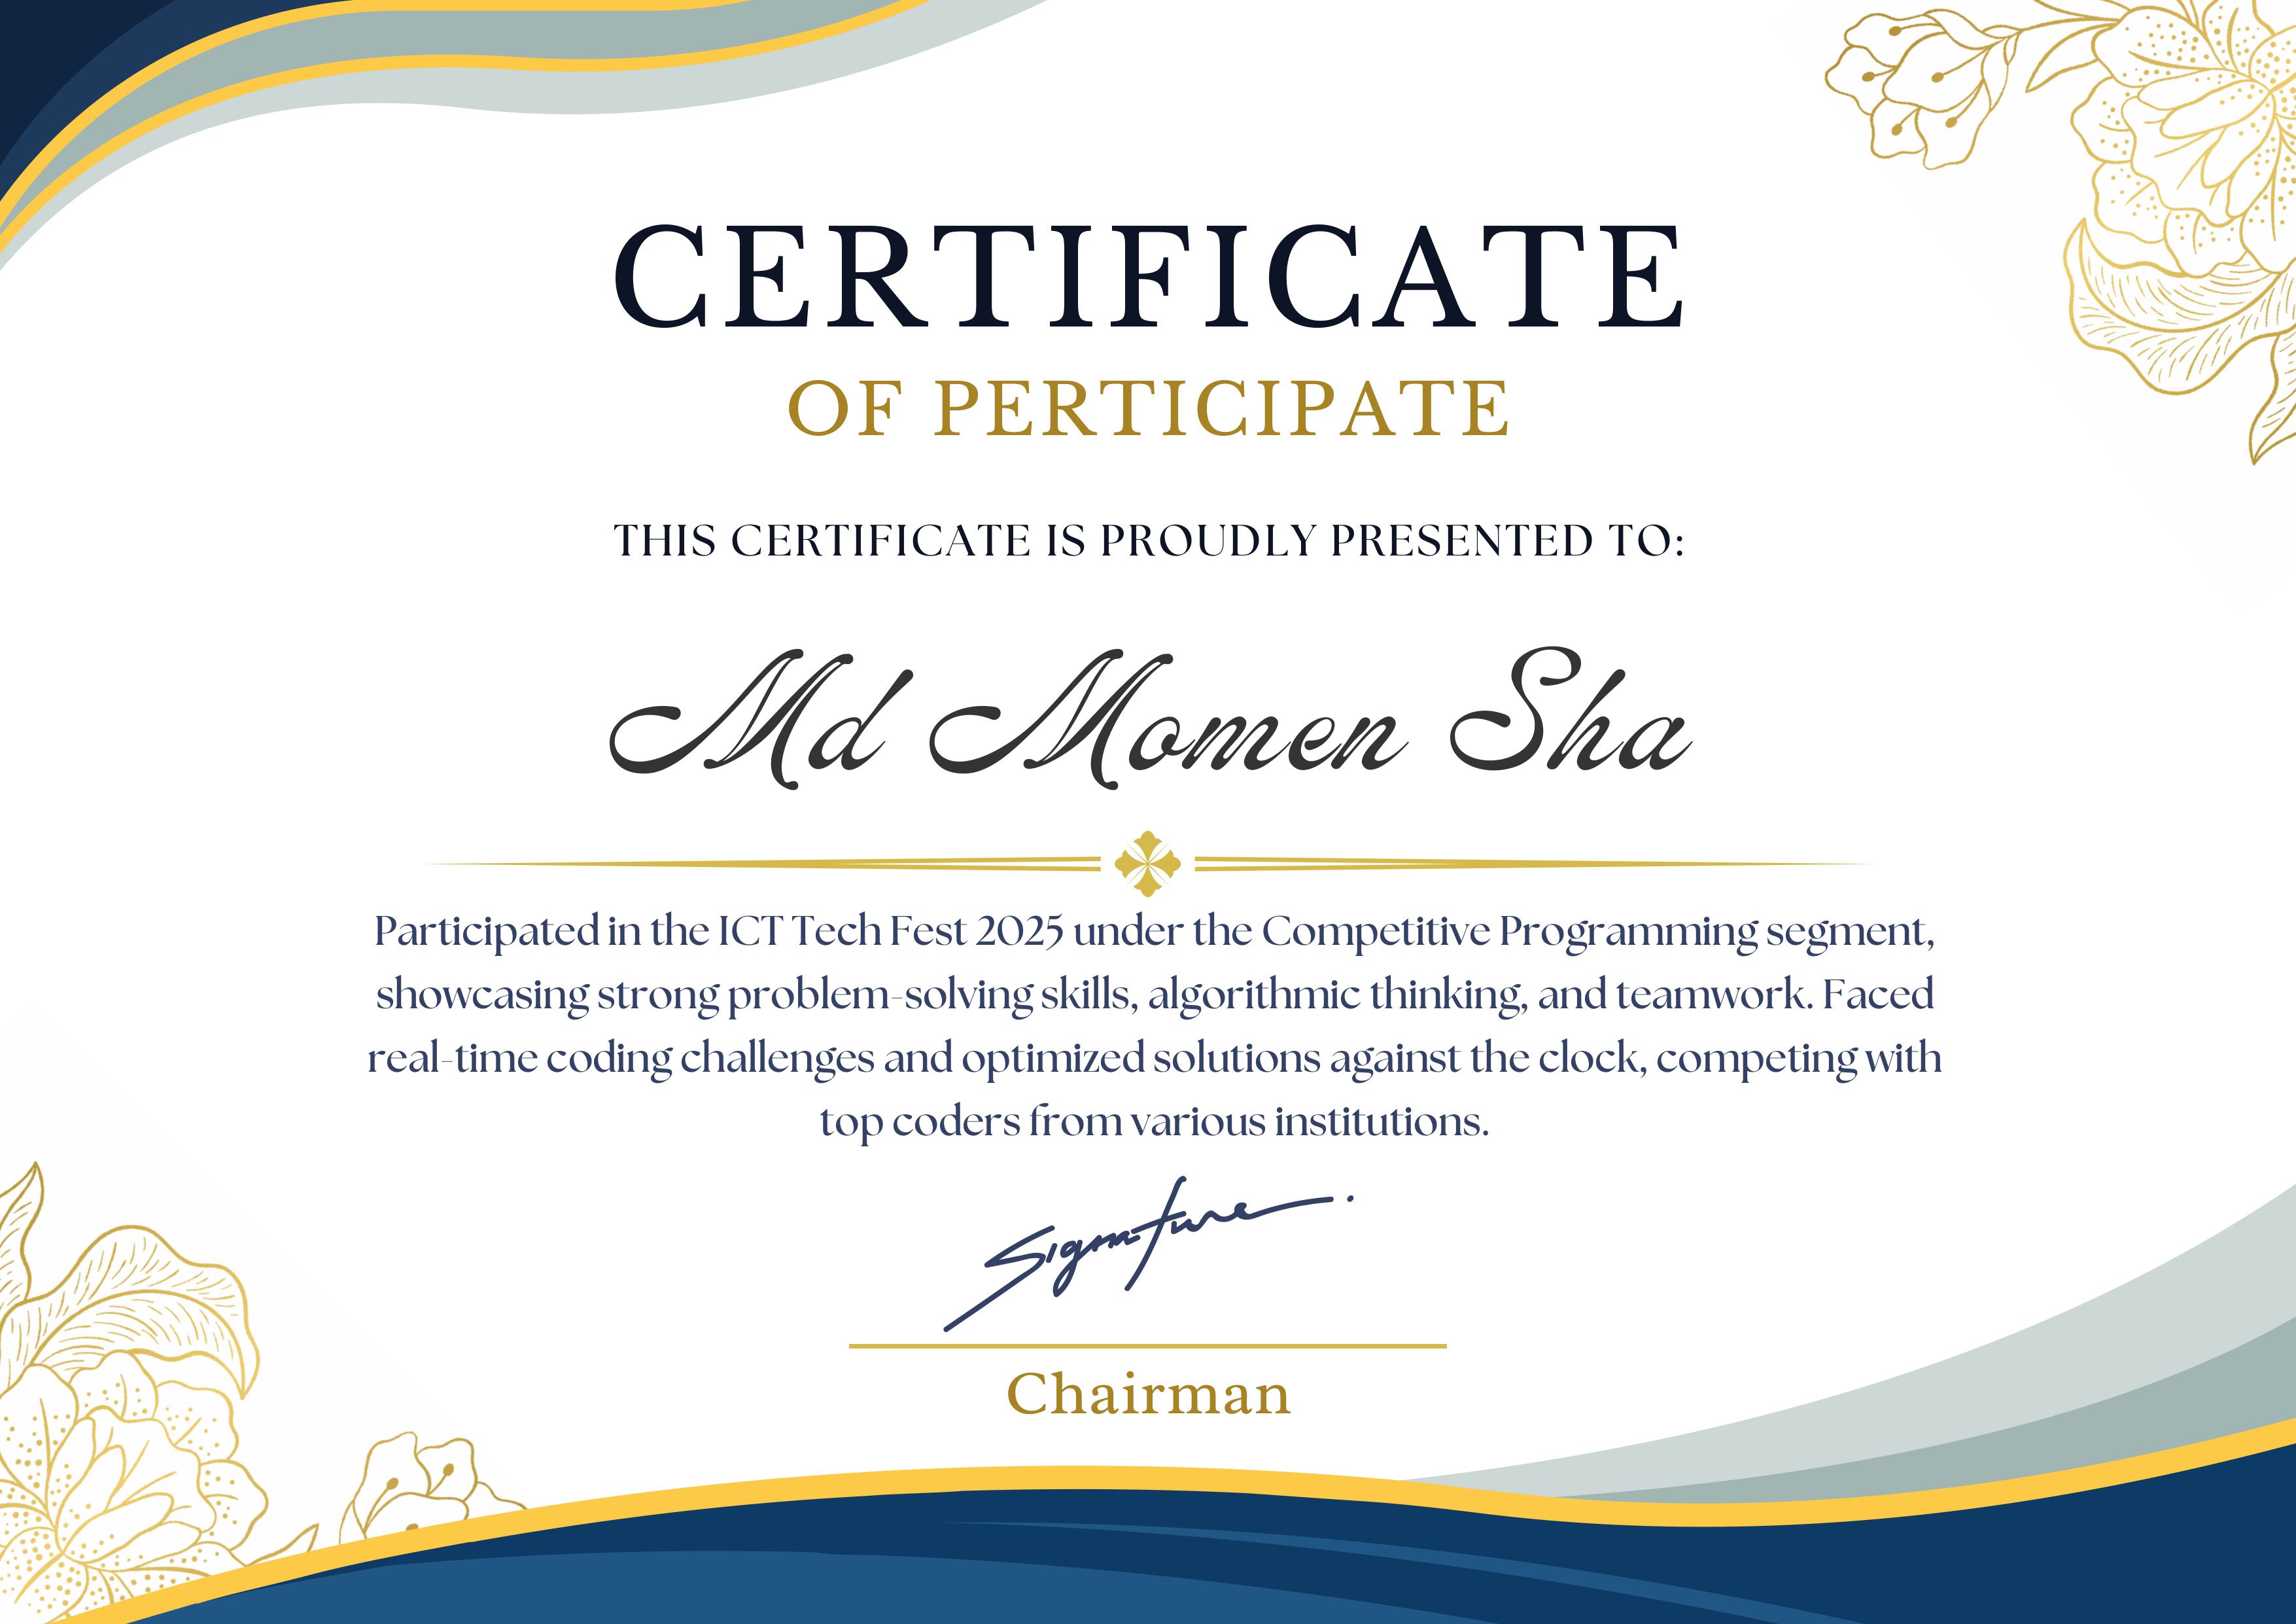 CERTIFICATE
OF PERTICIPATE
THIS CERTIFICATE IS PROUDLY PRESENTED TO:
Md Momen Sha
Participated in the ICT Tech Fest 2025 under the Competitive Programming segment,
showcasing strong problem-solving skills, algorithmic thinking, and teamwork. Faced
real-time coding challenges and optimized solutions against the clock, competing with
top coders from various institutions.
Signature
Chairman